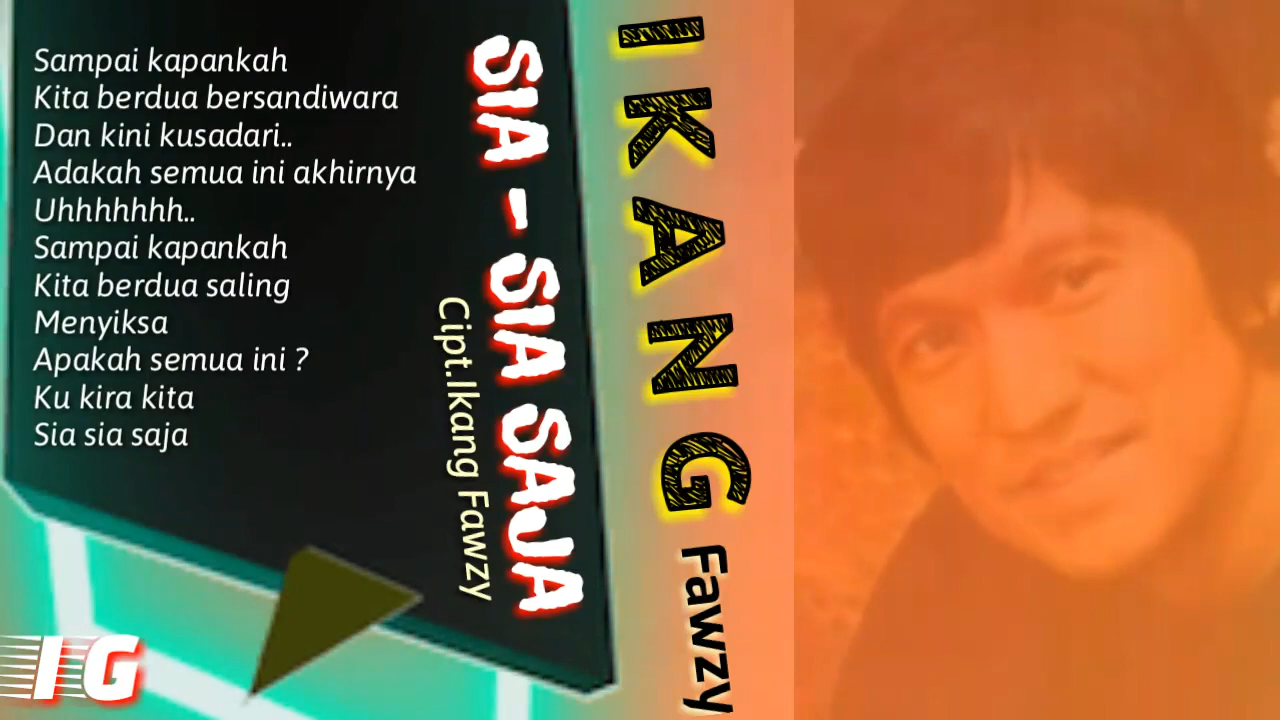 Sampai kapankah
Kita berdua bersandiwara
Dan kini kusadari..
Adakah semua ini akhirnya
Uhhhhhhh..
Sampai kapankah
Kita berdua saling
Menyiksa
Apakah semua ini ?
Ku kira kita
Sia sia saja
Cipt.Ikang Fawzy
SIA - SIA SAJA
IKANG Fawzy
IG